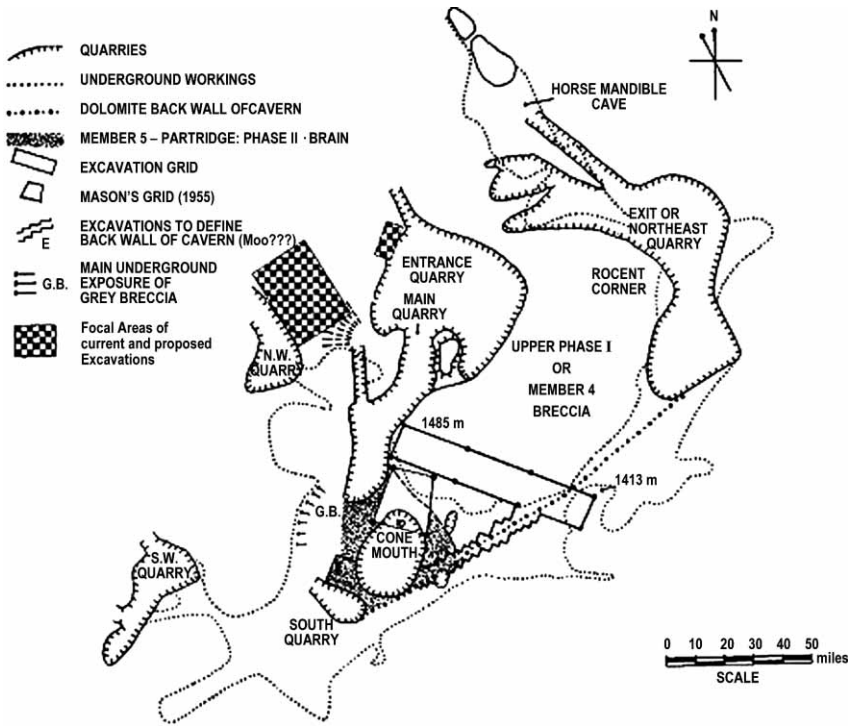 QUARRIES
UNDERGROUND WORKINGS
DOLOMITE BACK WALL OFCAVERN
MEMBER 5 – PARTRIDGE: PHASE II · BRAIN
EXCAVATION GRID
MASON'S GRID (1955)
E
EXCAVATIONS TO DEFINE
BACK WALL OF CAVERN (Moo???)
G.B.
MAIN UNDERGROUND
EXPOSURE OF
GREY BRECCIA
Focal Areas of
current and proposed
Excavations
N
HORSE MANDIBLE
CAVE
EXIT OR
NORTHEAST
QUARRY
ROCENT
CORNER
ENTRANCE
QUARRY
MAIN
QUARRY
N.W.
QUARRY
UPPER PHASE I
OR
MEMBER 4
BRECCIA
1485 m
1413 m
G.B.
CONE
MOUTH
S.W.
QUARRY
SOUTH
QUARRY
0 10 20 30 40 50
miles
SCALE